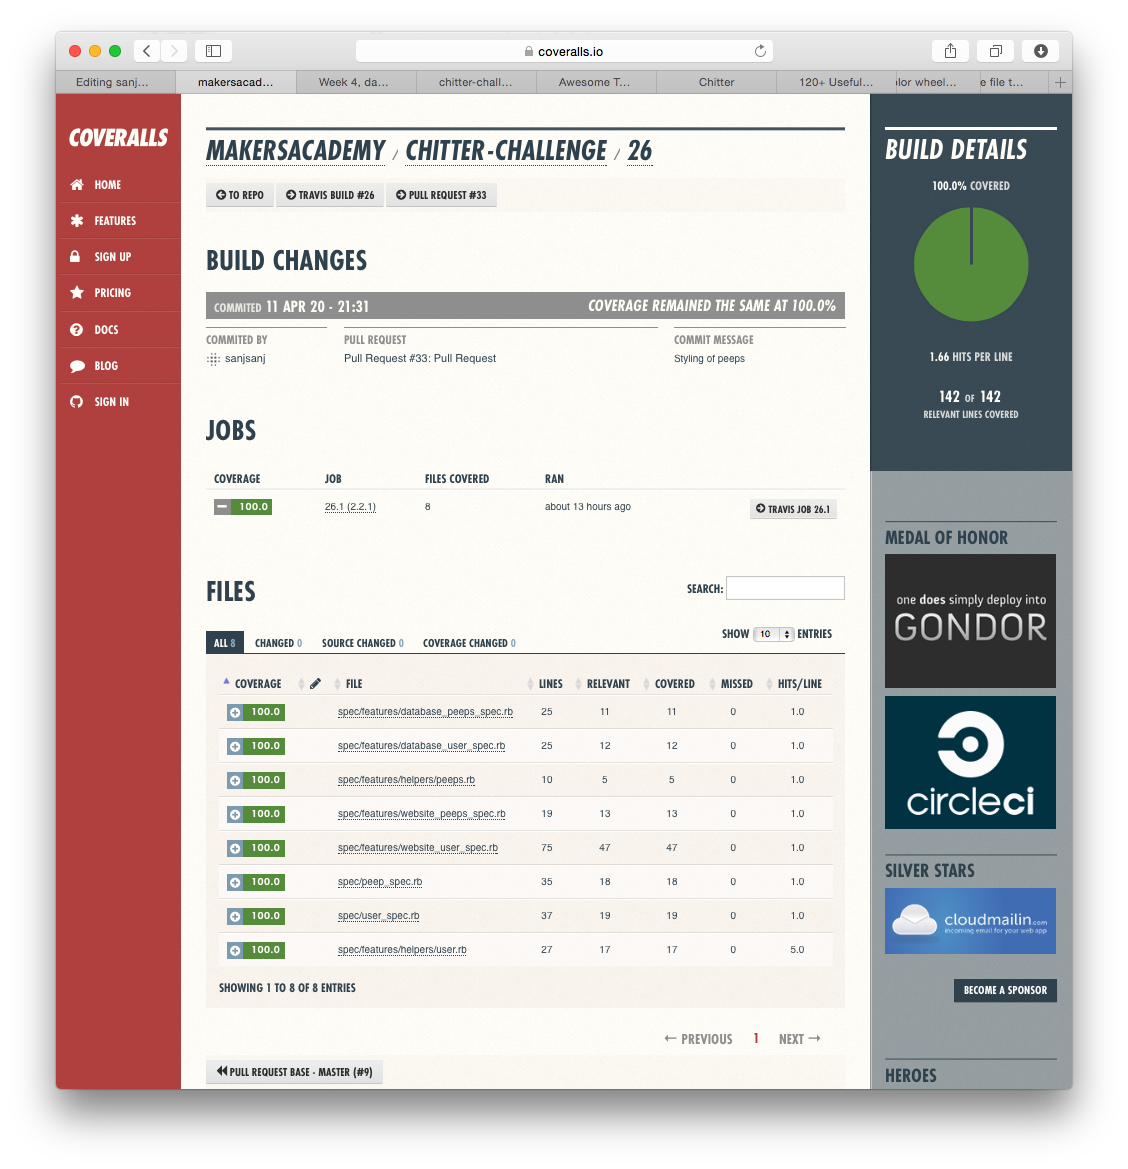 coveralls.io
Editing sanj...
makersacad...
Week 4, da...
chitter-chall...
Awesome T...
Chitter
120+ Useful...
lor wheel...
e file t...
COVERALLS
HOME
FEATURES
SIGN UP
PRICING
DOCS
BLOG
SIGN IN
MAKERSACADEMY / CHITTER-CHALLENGE / 26
TO REPO
TRAVIS BUILD #26
PULL REQUEST #33
BUILD CHANGES
COMMITED 11 APR 20 - 21:31 COVERAGE REMAINED THE SAME AT 100.0%
COMMITED BY PULL REQUEST COMMIT MESSAGE
sanjsanj Pull Request #33: Pull Request Styling of peeps
JOBS
COVERAGE JOB FILES COVERED RAN
100.0 26.1 (2.2.1) 8 about 13 hours ago TRAVIS JOB 26.1
FILES
SEARCH:
SHOW 10 ENTRIES
ALL 8 CHANGED 0 SOURCE CHANGED 0 COVERAGE CHANGED 0
COVERAGE FILE LINES RELEVANT COVERED MISSED HITS/LINE
100.0 spec/features/database_peeps_spec.rb 25 11 11 0 1.0
100.0 spec/features/database_user_spec.rb 25 12 12 0 1.0
100.0 spec/features/helpers/peeps.rb 10 5 5 0 1.0
100.0 spec/features/website_peeps_spec.rb 19 13 13 0 1.0
100.0 spec/features/website_user_spec.rb 75 47 47 0 1.0
100.0 spec/peep_spec.rb 35 18 18 0 1.0
100.0 spec/user_spec.rb 37 19 19 0 1.0
100.0 spec/features/helpers/user.rb 27 17 17 0 5.0
SHOWING 1 TO 8 OF 8 ENTRIES
← PREVIOUS 1 NEXT →
PULL REQUEST BASE - MASTER (#9)
BUILD DETAILS
100.0% COVERED
1.66 HITS PER LINE
142 OF 142
RELEVANT LINES COVERED
MEDAL OF HONOR
one does simply deploy into
GONDOR
circleci
SILVER STARS
cloudmailin.com
incoming email for your web app
BECOME A SPONSOR
HEROES